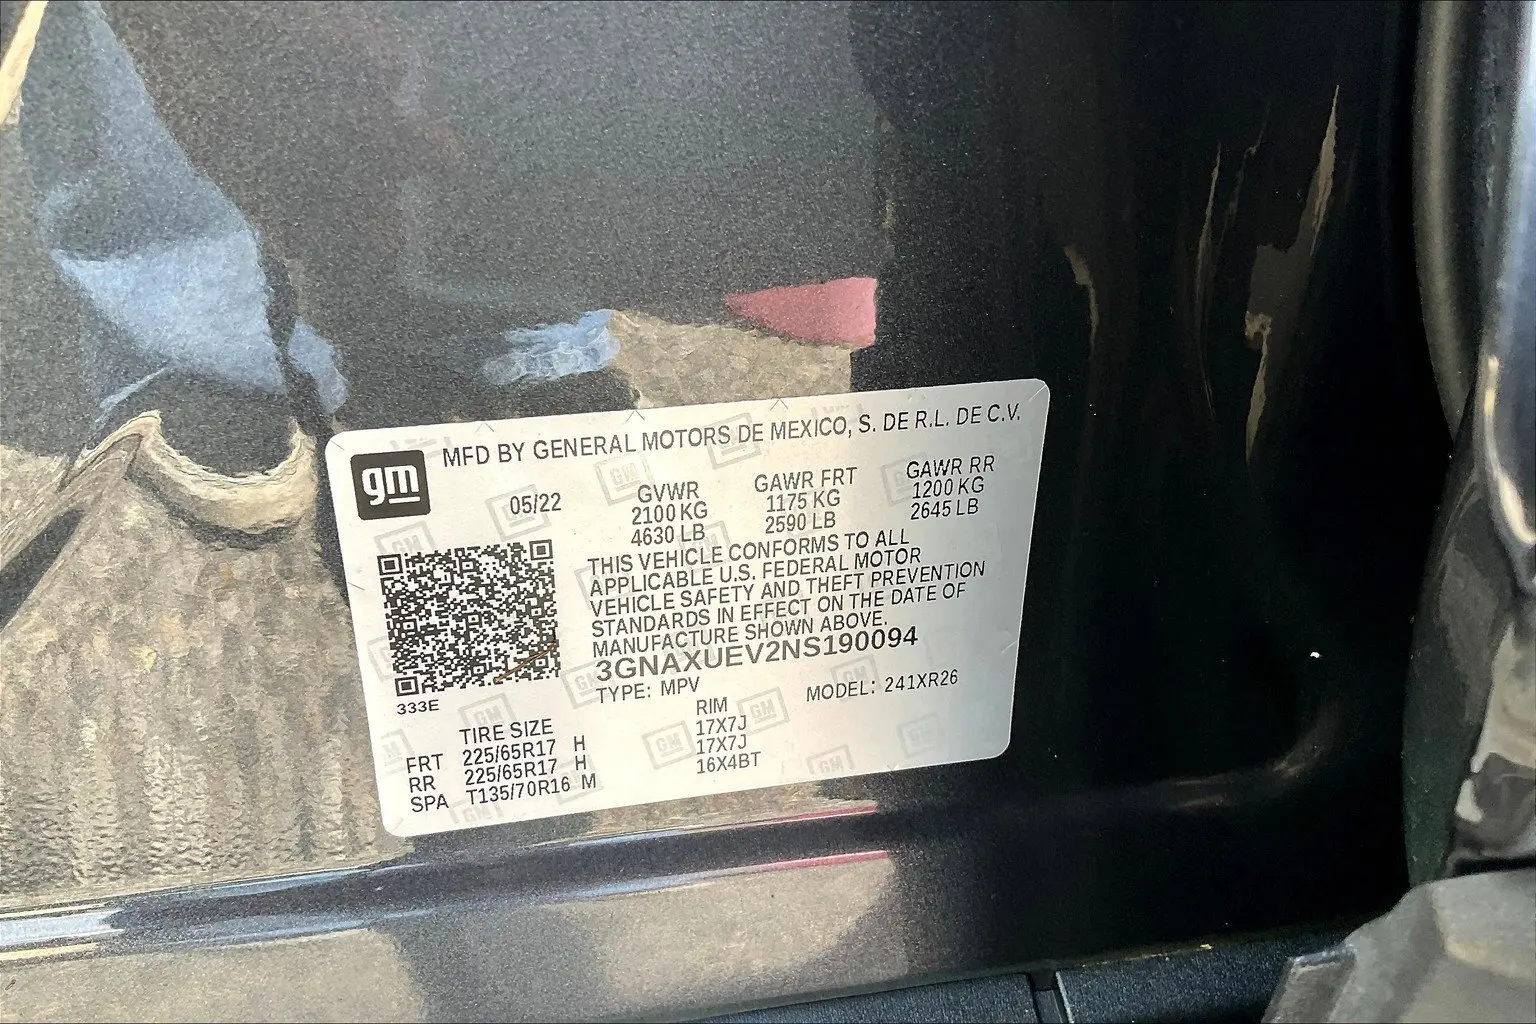 MFD BY GENERAL MOTORS DE MEXICO, S. DE R.L. DE C.V.
gm
05/22
GVWR
2100 KG
4630 LB
GAWR FRT
1175 KG
2590 LB
GAWR RR
1200 KG
2645 LB
THIS VEHICLE CONFORMS TO ALL
APPLICABLE U.S. FEDERAL MOTOR
VEHICLE SAFETY AND THEFT PREVENTION
STANDARDS IN EFFECT ON THE DATE OF
MANUFACTURE SHOWN ABOVE.
3GNAXUEV2NS190094
TYPE: MPV
MODEL: 241XR26
333E
TIRE SIZE
RIM
FRT 225/65R17 H 17X7J
RR 225/65R17 H 17X7J
SPA T135/70R16 M 16X4BT